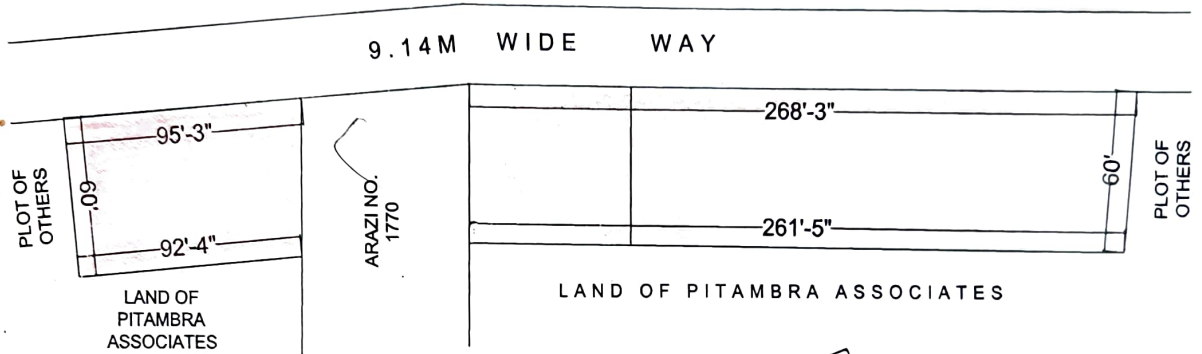 9.14M WIDE WAY
95'-3"
268'-3"
PLOT OF
OTHERS
60'
ARAZI NO.
1770
60'
PLOT OF
OTHERS
92'-4"
261'-5"
LAND OF
PITAMBRA
ASSOCIATES
LAND OF PITAMBRA ASSOCIATES